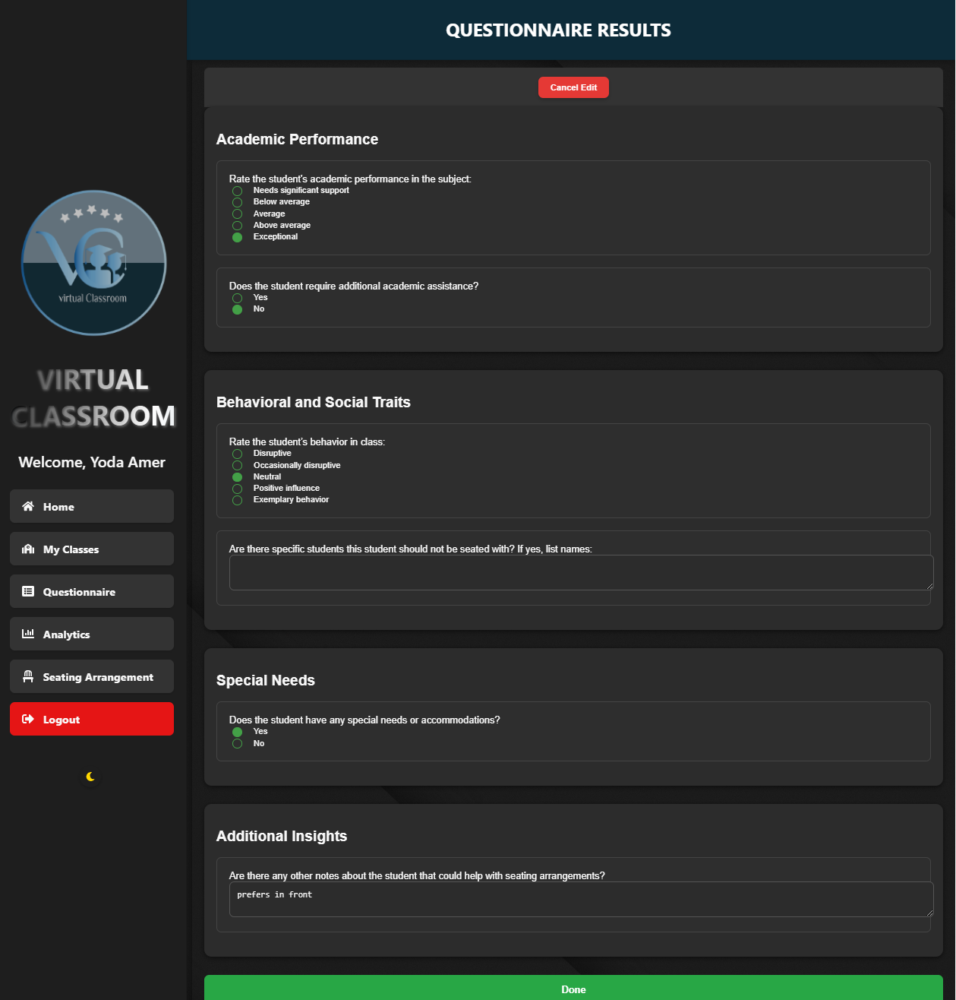 virtual Classroom
VIRTUAL
CLASSROOM
Welcome, Yoda Amer
Home
My Classes
Questionnaire
Analytics
Seating Arrangement
Logout
QUESTIONNAIRE RESULTS
Cancel Edit
Academic Performance
Rate the student's academic performance in the subject:
Needs significant support
Below average
Average
Above average
Exceptional
Does the student require additional academic assistance?
Yes
No
Behavioral and Social Traits
Rate the student's behavior in class:
Disruptive
Occasionally disruptive
Neutral
Positive influence
Exemplary behavior
Are there specific students this student should not be seated with? If yes, list names:
Special Needs
Does the student have any special needs or accommodations?
Yes
No
Additional Insights
Are there any other notes about the student that could help with seating arrangements?
prefers in front
Done